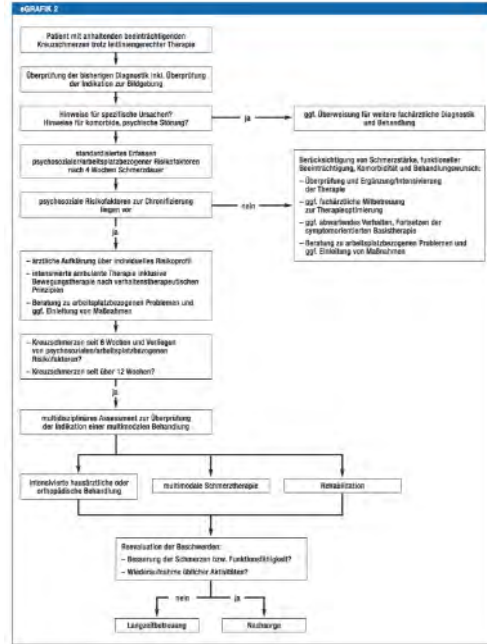 eGRAFIK 2
Patient mit anhaltenden beeinträchtigenden
Kreuzschmerzen trotz leitliniengerechter Therapie
Überprüfung der bisherigen Diagnostik inkl. Überprüfung
der Indikation zur Bildgebung
Hinweise für spezifische Ursachen?
Hinweise für komorbide, psychische Störung?
ja
ggf. Überweisung für weitere fachärztliche Diagnostik
und Behandlung
standardisiertes Erfassen
psychosozialer/arbeitsplatzbezogener Risikofaktoren
nach 4 Wochen Schmerzdauer
psychosoziale Risikofaktoren zur Chronifizierung
liegen vor
nein
Berücksichtigung von Schmerzstärke, funktioneller
Beeinträchtigung, Komorbidität und Behandlungswunsch:
– Überprüfung und Ergänzung/Intensivierung
der Therapie
– ggf. fachärztliche Mitbetreuung
zur Therapieoptimierung
– ggf. abwartendes Verhalten, Fortsetzen der
symptomorientierten Basistherapie
– Beratung zu arbeitsplatzbezogenen Problemen und
ggf. Einleitung von Maßnahmen
ja
– ärztliche Aufklärung über individuelles Risikoprofil
– intensivierte ambulante Therapie inklusive
Bewegungstherapie nach verhaltenstherapeutischen
Prinzipien
– Beratung zu arbeitsplatzbezogenen Problemen und
ggf. Einleitung von Maßnahmen
– Kreuzschmerzen seit 6 Wochen und Vorliegen
von psychosozialen/arbeitsplatzbezogenen
Risikofaktoren?
– Kreuzschmerzen seit über 12 Wochen?
ja
multidisziplinäres Assessment zur Überprüfung
der Indikation einer multimodalen Behandlung
intensivierte hausärztliche oder
orthopädische Behandlung
multimodale Schmerztherapie
Rehabilitation
Reevaluation der Beschwerden:
– Besserung der Schmerzen bzw. Funktionsfähigkeit?
– Wiederaufnahme üblicher Aktivitäten?
nein
ja
Langzeitbetreuung
Nachsorge